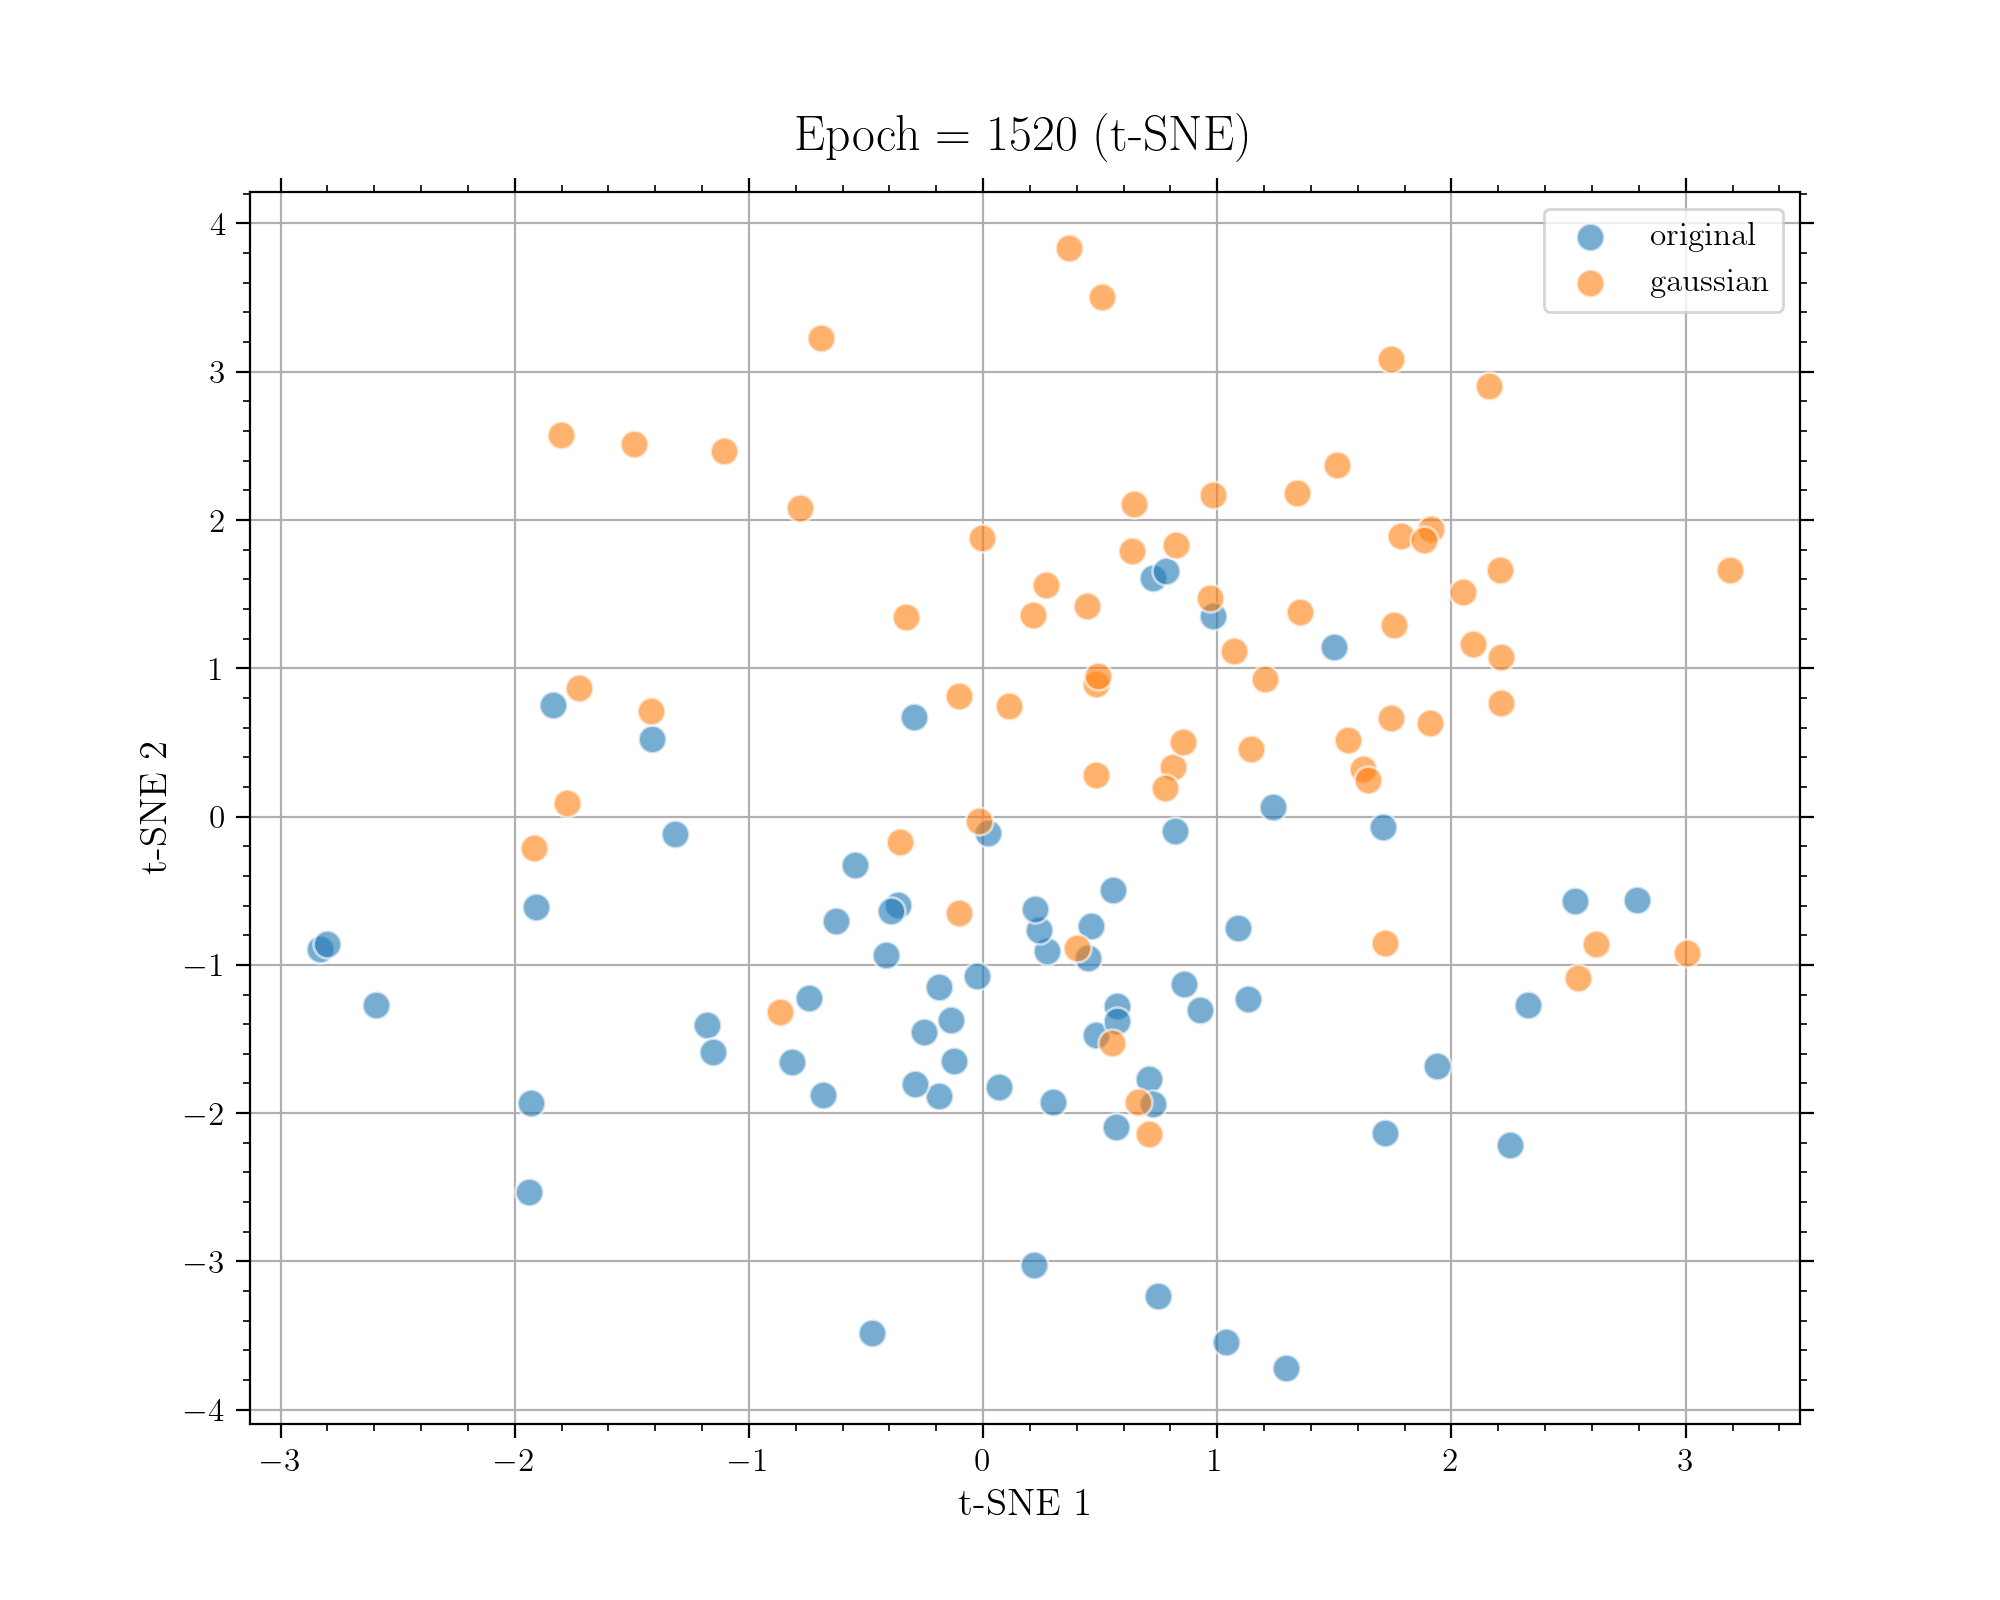 Epoch = 1520 (t-SNE)
original
gaussian
4
3
2
1
0
−1
−2
−3
−4
t-SNE 2
−3 −2 −1 0 1 2 3
t-SNE 1